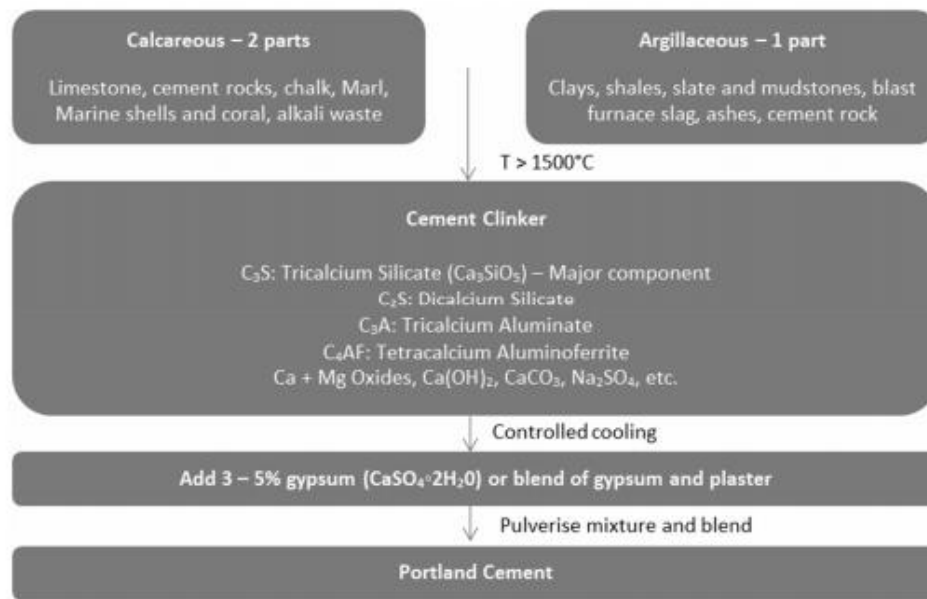 Calcareous – 2 parts
Limestone, cement rocks, chalk, Marl,
Marine shells and coral, alkali waste
Argillaceous – 1 part
Clays, shales, slate and mudstones, blast
furnace slag, ashes, cement rock
T > 1500°C
Cement Clinker
C₃S: Tricalcium Silicate (Ca₃SiO₅) – Major component
C₂S: Dicalcium Silicate
C₃A: Tricalcium Aluminate
C₄AF: Tetracalcium Aluminoferrite
Ca + Mg Oxides, Ca(OH)₂, CaCO₃, Na₂SO₄, etc.
Controlled cooling
Add 3 – 5% gypsum (CaSO₄◦2H₂0) or blend of gypsum and plaster
Pulverise mixture and blend
Portland Cement